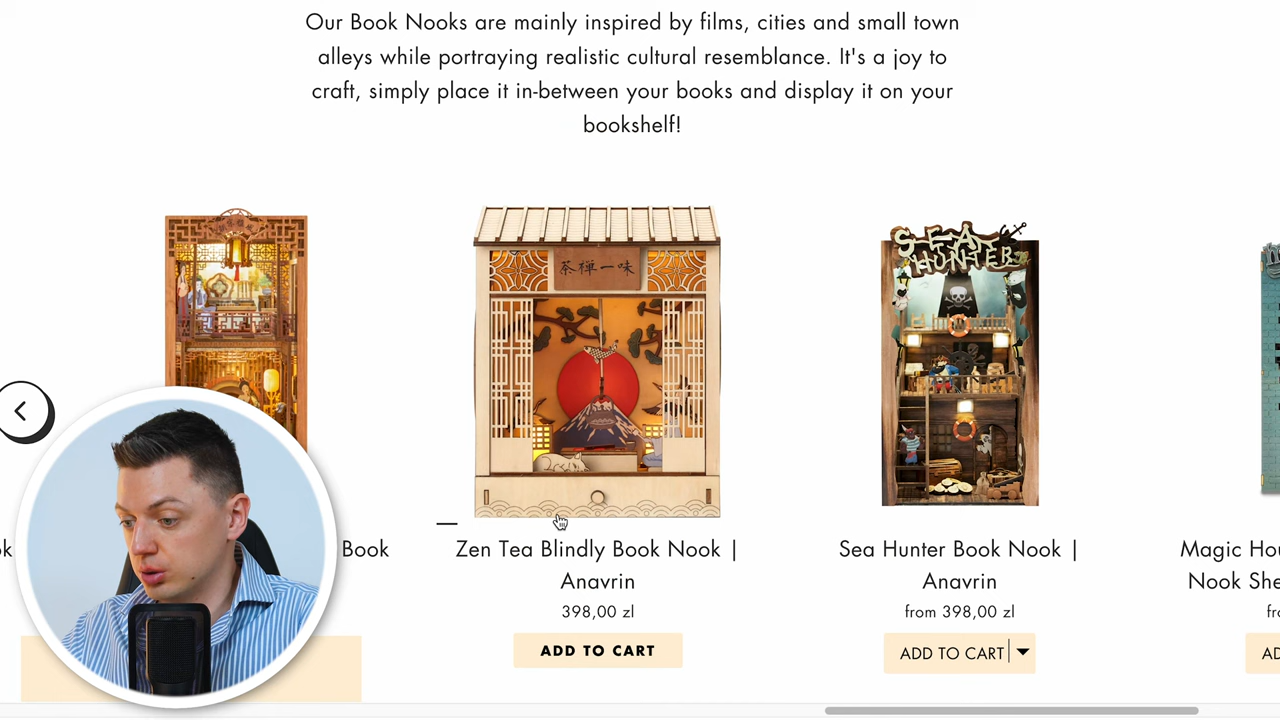 Our Book Nooks are mainly inspired by films, cities and small town
alleys while portraying realistic cultural resemblance. It's a joy to
craft, simply place it in-between your books and display it on your
bookshelf!
茶禅一味
SEA
HUNTER
Book
Zen Tea Blindly Book Nook |
Anavrin
398,00 zl
ADD TO CART
Sea Hunter Book Nook |
Anavrin
from 398,00 zl
ADD TO CART
Magic
Nook